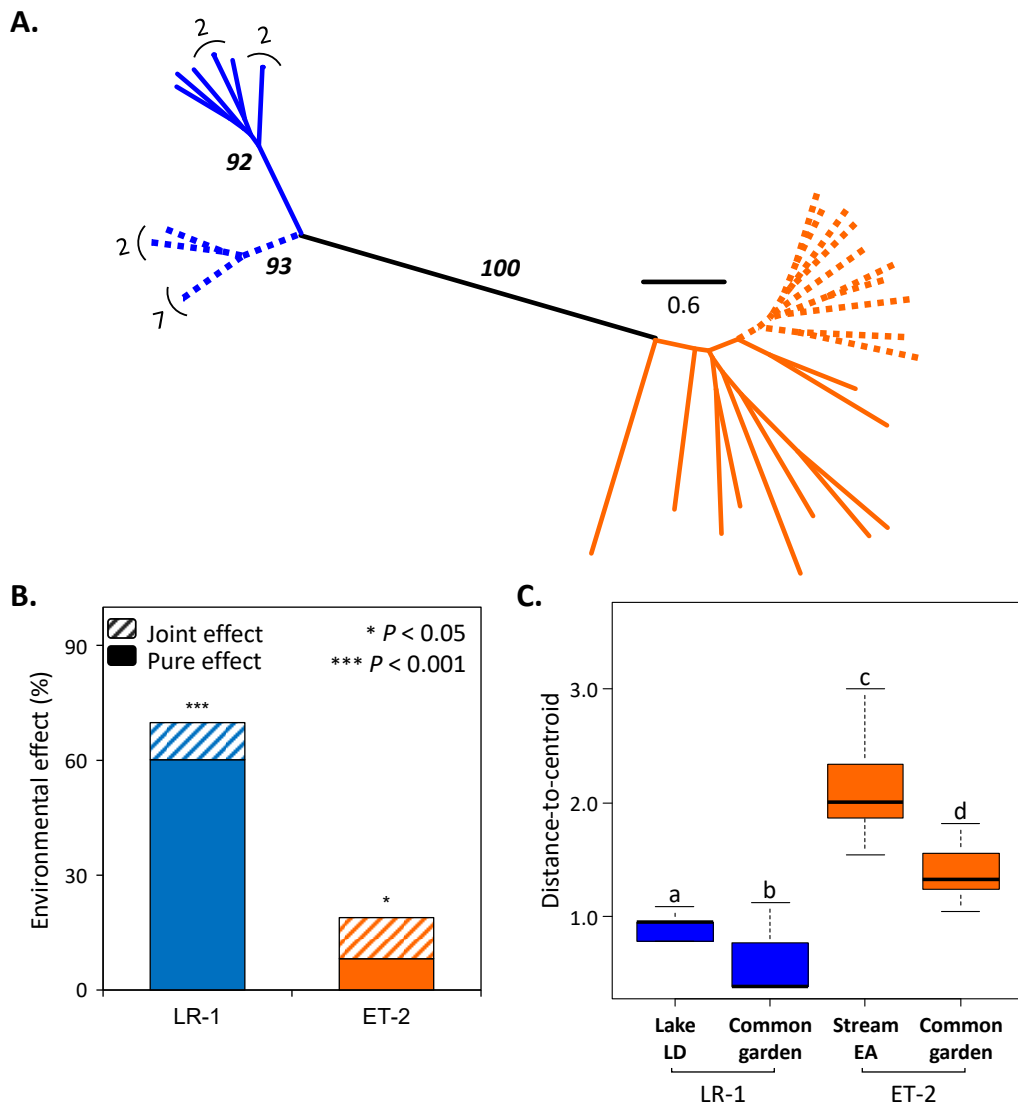 A.
2
2
92
2
93
7
100
0.6
B.
Joint effect
Pure effect
* P < 0.05
*** P < 0.001
Environmental effect (%)
90
60
30
0
***
*
LR-1
ET-2
C.
Distance-to-centroid
3.0
2.0
1.0
a
b
c
d
Lake LD
Common garden
Stream EA
Common garden
LR-1
ET-2